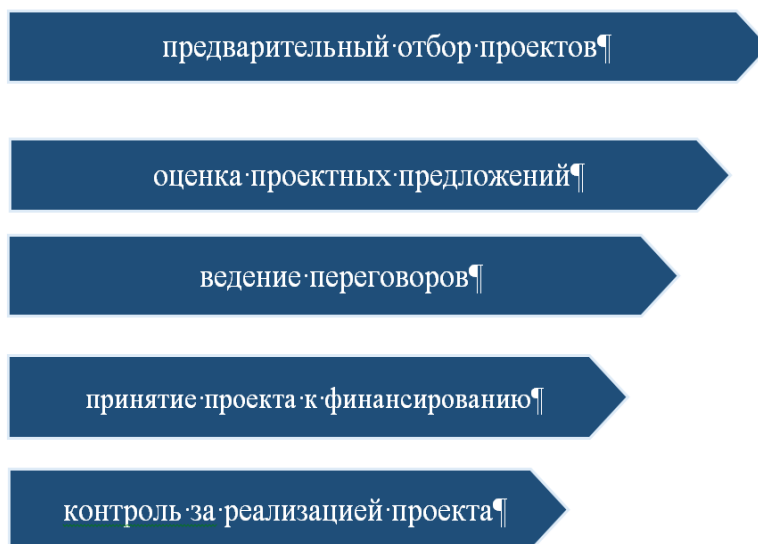 предварительный·отбор·проектов¶
оценка·проектных·предложений¶
ведение·переговоров¶
принятие·проекта·к·финансированию¶
контроль·за·реализацией·проекта¶